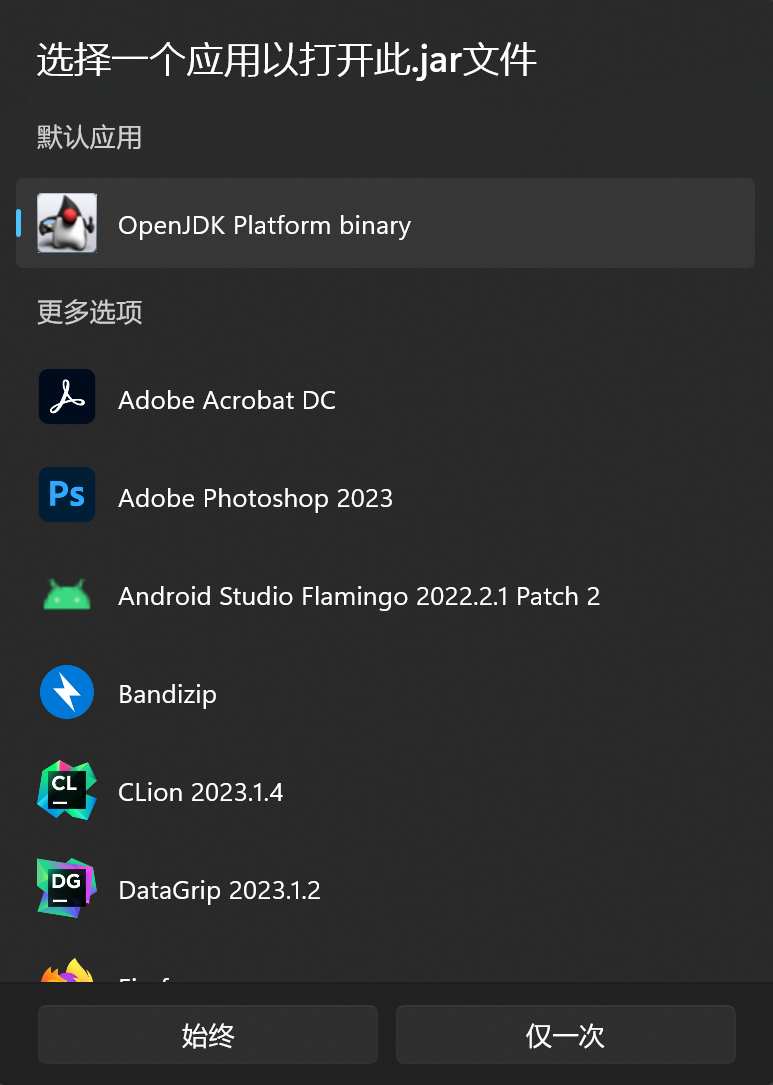 选择一个应用以打开此.jar文件
默认应用
OpenJDK Platform binary
更多选项
Adobe Acrobat DC
Ps
Adobe Photoshop 2023
Android Studio Flamingo 2022.2.1 Patch 2
Bandizip
CL
CLion 2023.1.4
DG
DataGrip 2023.1.2
始终
仅一次